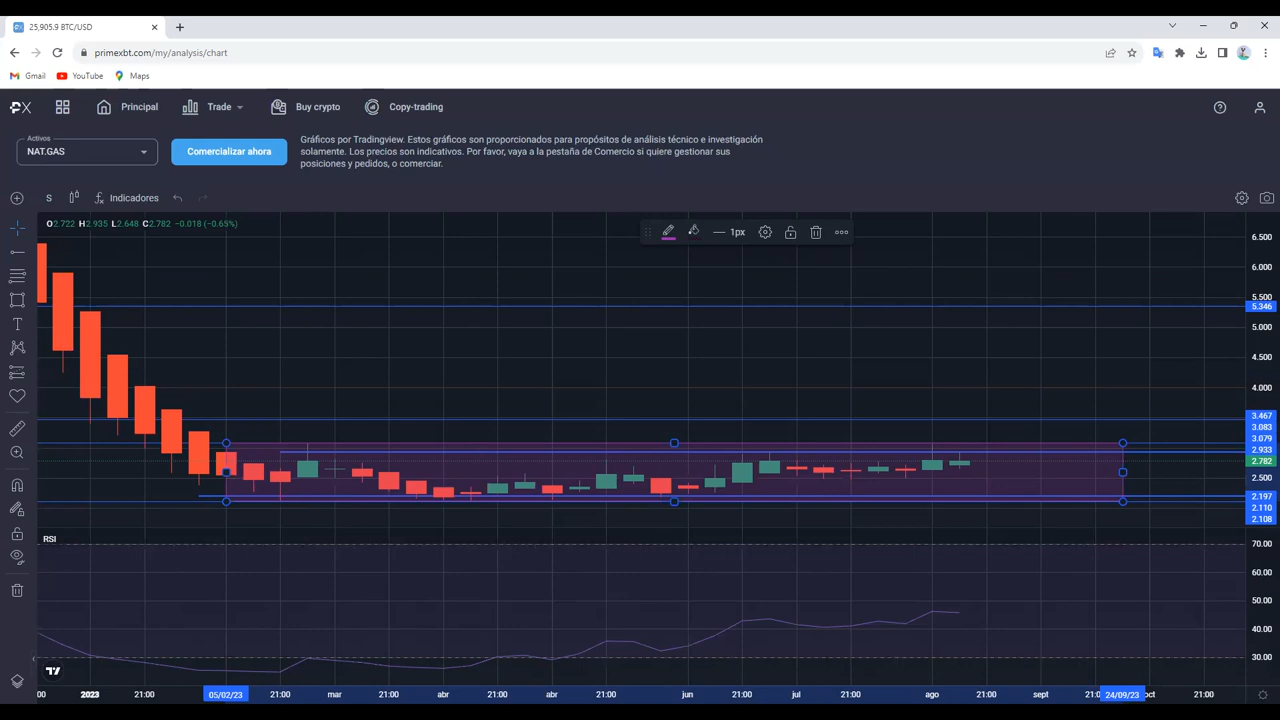 25,905.9 BTC/USD
primexbt.com/my/analysis/chart
Gmail YouTube Maps
PX Principal Trade Buy crypto Copy-trading
Activos
NAT.GAS
Comercializar ahora
Gráficos por Tradingview. Estos gráficos son proporcionados para propósitos de análisis técnico e investigación
solamente. Los precios son indicativos. Por favor, vaya a la pestaña de Comercio si quiere gestionar sus
posiciones y pedidos, o comerciar.
S Indicadores
O2.722 H2.935 L2.648 C2.782 −0.018 (−0.65%)
1px
6.500
6.000
5.500
5.346
5.000
4.500
4.000
3.467
3.083
3.079
2.933
2.782
2.500
2.197
2.110
2.108
RSI
70.00
60.00
50.00
40.00
30.00
:00 2023 21:00 05/02/23 21:00 mar 21:00 abr 21:00 abr 21:00 jun 21:00 jul 21:00 ago 21:00 sept 21:0 24/09/23 oct 21:00